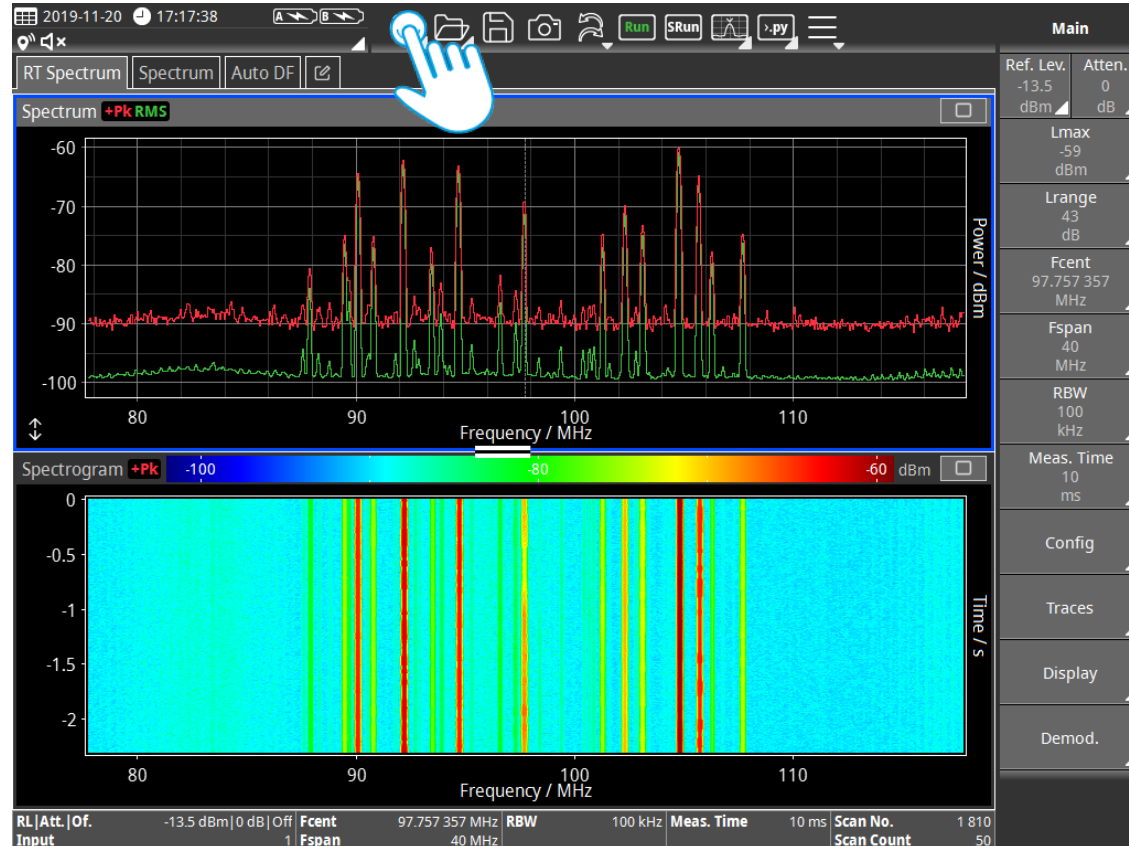 2019-11-20 17:17:38 A B
Run SRun >.py
Main
RT Spectrum Spectrum Auto DF
Ref. Lev. Atten.
-13.5 0
dBm dB
Spectrum +Pk RMS
Lmax
-59
dBm
Lrange
43
dB
Fcent
97.757 357
MHz
Fspan
40
MHz
RBW
100
kHz
Meas. Time
10
ms
Config
Traces
Display
Demod.
-60
-70
-80
-90
-100
Power / dBm
80 90 100 110
Frequency / MHz
Spectrogram +Pk -100 -80 -60 dBm
0
-0.5
-1
-1.5
-2
Time / s
80 90 100 110
Frequency / MHz
RL|Att.|Of. -13.5 dBm|0 dB|Off Fcent 97.757 357 MHz RBW 100 kHz Meas. Time 10 ms Scan No. 1 810
Input 1 Fspan 40 MHz Scan Count 50